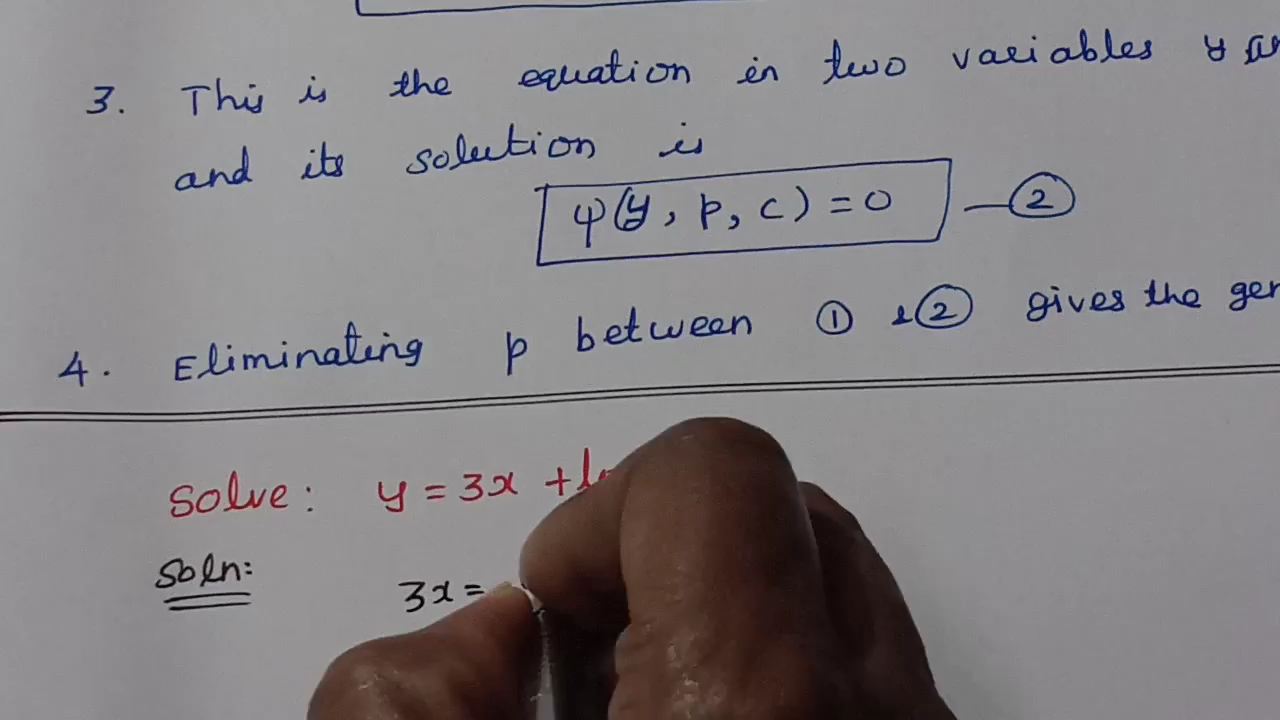 3. This is the equation in two variables y
and its solution is
ψ(y, p, c) = 0 — ②
4. Eliminating p between ① & ② gives the
Solve: y = 3x +
Soln:
3x =